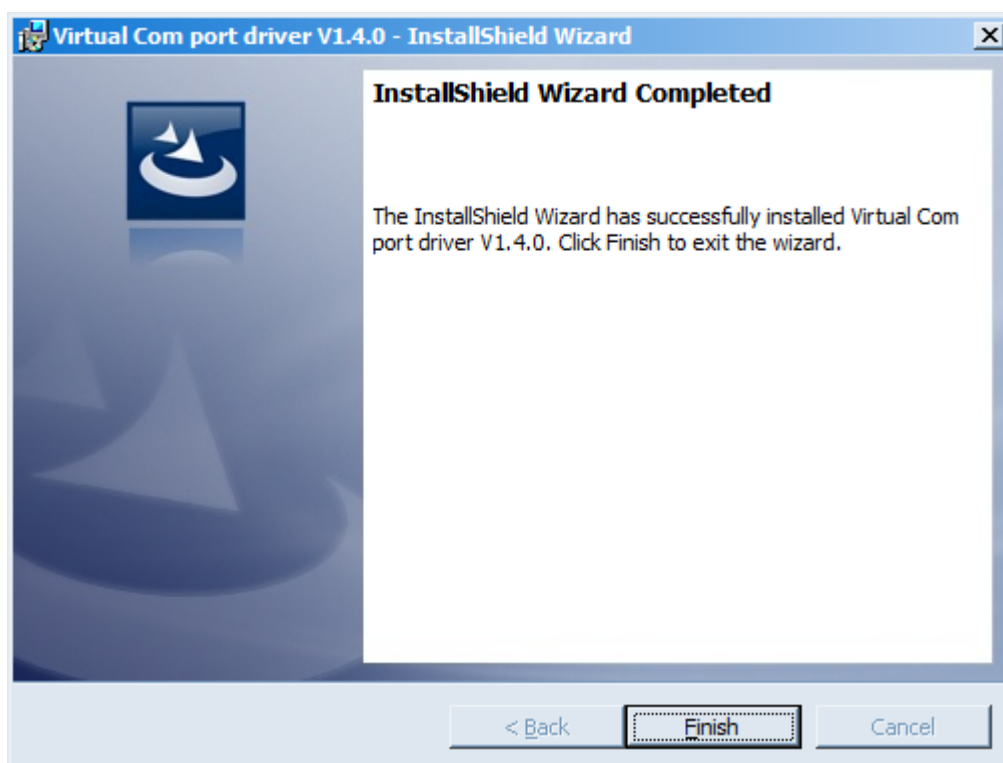 Virtual Com port driver V1.4.0 - InstallShield Wizard
InstallShield Wizard Completed
The InstallShield Wizard has successfully installed Virtual Com
port driver V1.4.0. Click Finish to exit the wizard.
< Back
Finish
Cancel